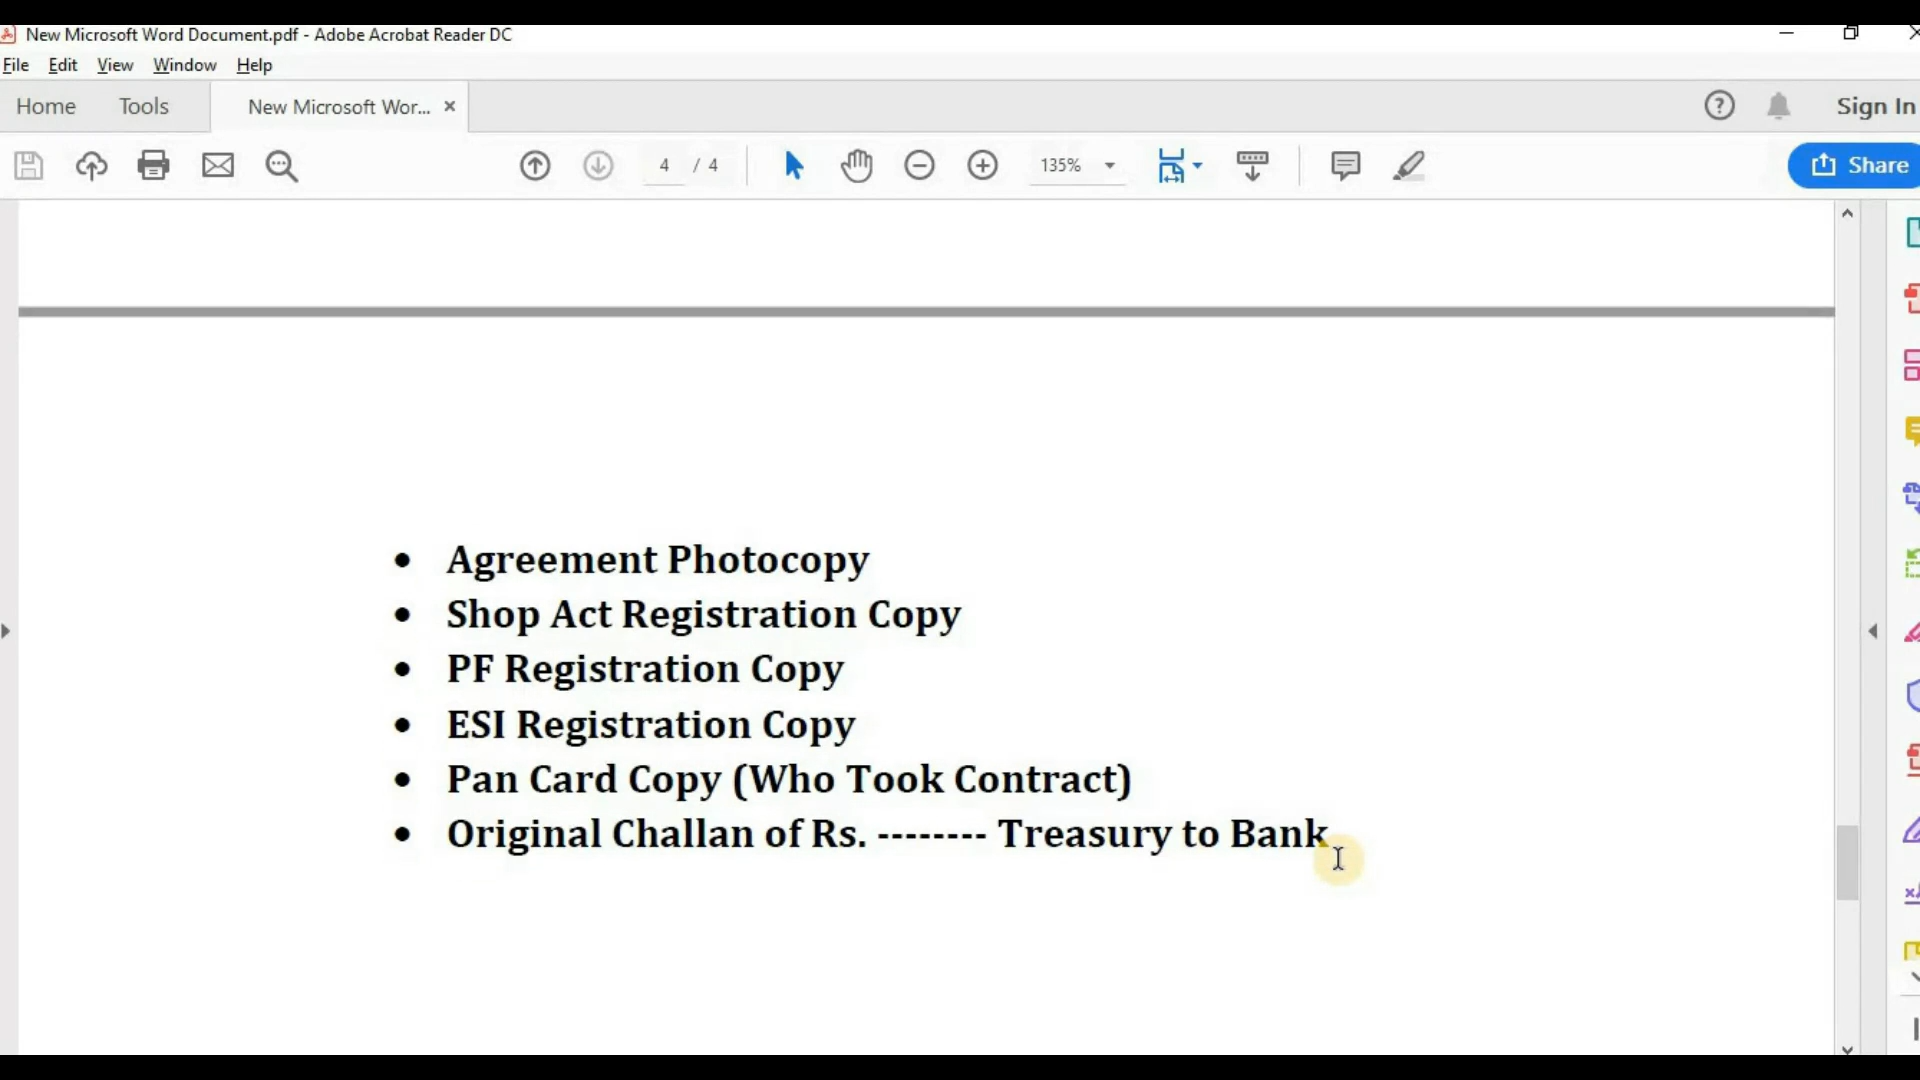 New Microsoft Word Document.pdf - Adobe Acrobat Reader DC
File Edit View Window Help
Home Tools New Microsoft Wor... Sign In
4 / 4 135% Share
• Agreement Photocopy
• Shop Act Registration Copy
• PF Registration Copy
• ESI Registration Copy
• Pan Card Copy (Who Took Contract)
• Original Challan of Rs. -------- Treasury to Bank